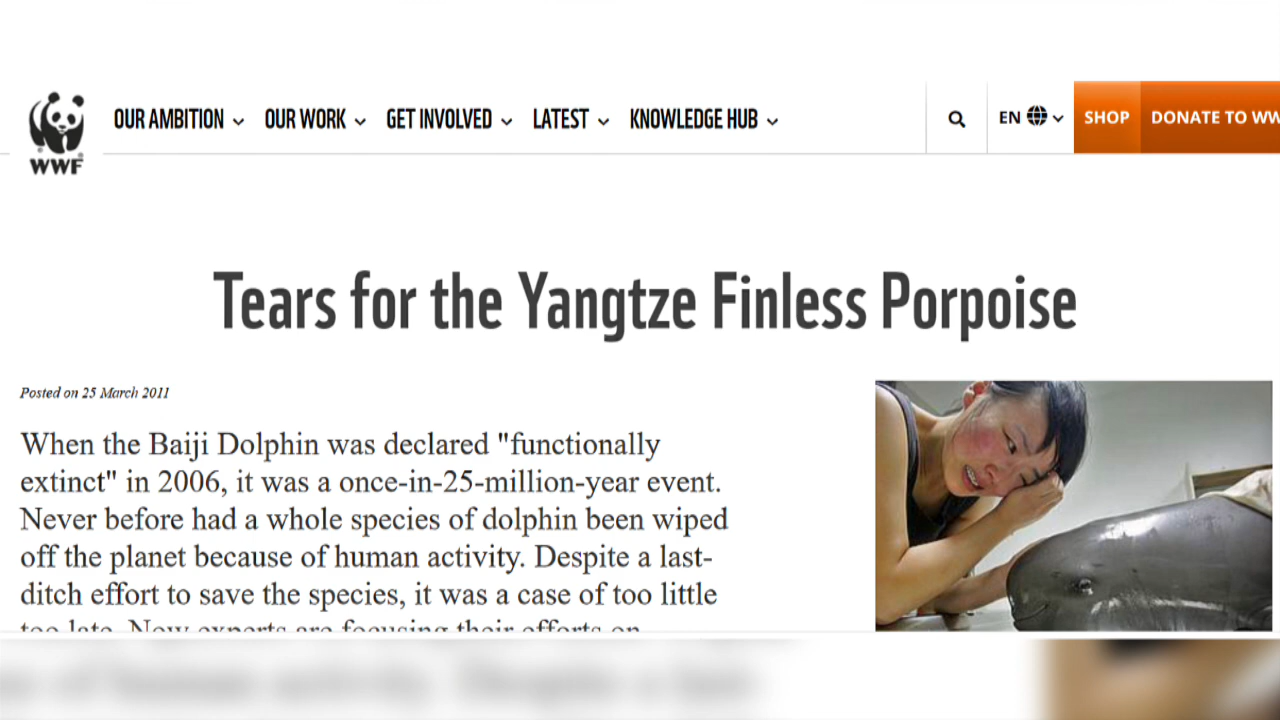 WWF
OUR AMBITION
OUR WORK
GET INVOLVED
LATEST
KNOWLEDGE HUB
EN
SHOP
DONATE TO WW
Tears for the Yangtze Finless Porpoise
Posted on 25 March 2011
When the Baiji Dolphin was declared "functionally
extinct" in 2006, it was a once-in-25-million-year event.
Never before had a whole species of dolphin been wiped
off the planet because of human activity. Despite a last-
ditch effort to save the species, it was a case of too little
too late. Now experts are focusing their efforts on